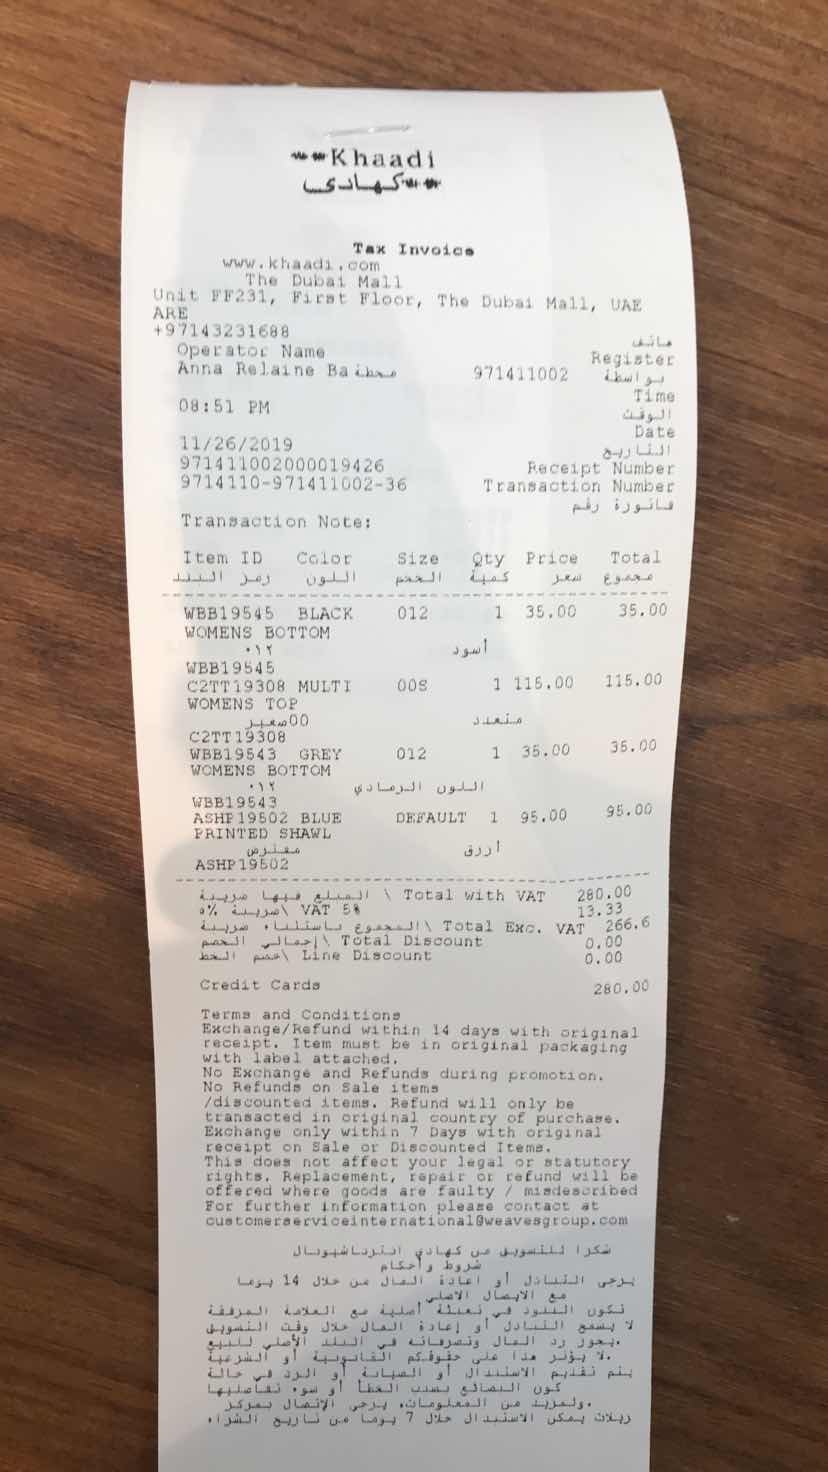 **Khaadi
**كهادى
Tax Invoice
www.khaadi.com
The Dubai Mall
Unit FF231, First Floor, The Dubai Mall, UAE
ARE
+97143231688
هاتف
Operator Name Register
Anna Relaine Ba محطة 971411002 بواسطة
Time
08:51 PM
الوقت
Date
11/26/2019
التاريخ
971411002000019426 Receipt Number
9714110-971411002-36 Transaction Number
فاتورة رقم
Transaction Note:
Item ID Color Size Qty Price Total
رمز البند اللون الحجم كمية سعر مجموع
WBB19545 BLACK 012 1 35.00 35.00
WOMENS BOTTOM
٠١٢ أسود
WBB19545
C2TT19308 MULTI 00S 1 115.00 115.00
WOMENS TOP
00صغير متعدد
C2TT19308
WBB19543 GREY 012 1 35.00 35.00
WOMENS BOTTOM
٠١٢ اللون الرمادي
WBB19543
ASHP19502 BLUE DEFAULT 1 95.00 95.00
PRINTED SHAWL
مفترض أزرق
ASHP19502
المبلغ فيها ضريبة \ Total with VAT 280.00
ضريبة ٥%\ VAT 5% 13.33
المجموع باستثناء ضريبة\ Total Exc. VAT 266.6
إجمالي الخصم\ Total Discount 0.00
خصم الخط\ Line Discount 0.00
Credit Cards 280.00
Terms and Conditions
Exchange/Refund within 14 days with original
receipt. Item must be in original packaging
with label attached.
No Exchange and Refunds during promotion.
No Refunds on Sale items
/discounted items. Refund will only be
transacted in original country of purchase.
Exchange only within 7 Days with original
receipt on Sale or Discounted Items.
This does not affect your legal or statutory
rights. Replacement, repair or refund will be
offered where goods are faulty / misdescribed
For further information please contact at
customerserviceinternational@weavesgroup.com
شكرا للتسويق من كهادي انترناشيونال
شروط وأحكام
يرجى التبادل أو اعادة المال من خلال 14 يوما
مع الايصال الاصلي
تكون البنود في تعبئة أصلية مع العلامة المرفقة
لا يسمح التبادل أو إعادة المال خلال وقت التسويق
.يجوز رد المال وتصرفاته في البند الأصلي للبيع
.لا يؤثر هذا على حقوقكم القانونية أو الشرعية
يتم تقديم الاستبدال أو الصيانة أو الرد في حالة
كون البضائع بسبب الخطأ أو سوء تفاصليها
.ولمزيد من المعلومات، يرجى الإتصال بمركز
يمكن الاستبدال خلال 7 يوما من تاريخ الشراء